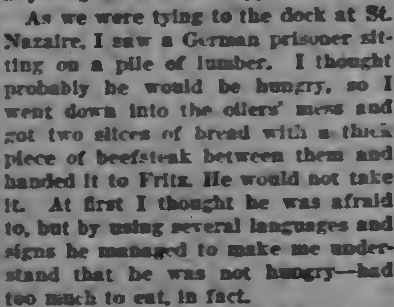 As we were tying to the dock at St.
Nazaire, I saw a German prisoner sit-
ting on a pile of lumber. I thought
probably he would be hungry, so I
went down into the oilers' mess and
got two slices of bread with a thick
piece of beefsteak between them and
handed it to Fritz. He would not take
it. At first I thought he was afraid
to, but by using several languages and
signs he managed to make me under-
stand that he was not hungry—had
too much to eat, in fact.